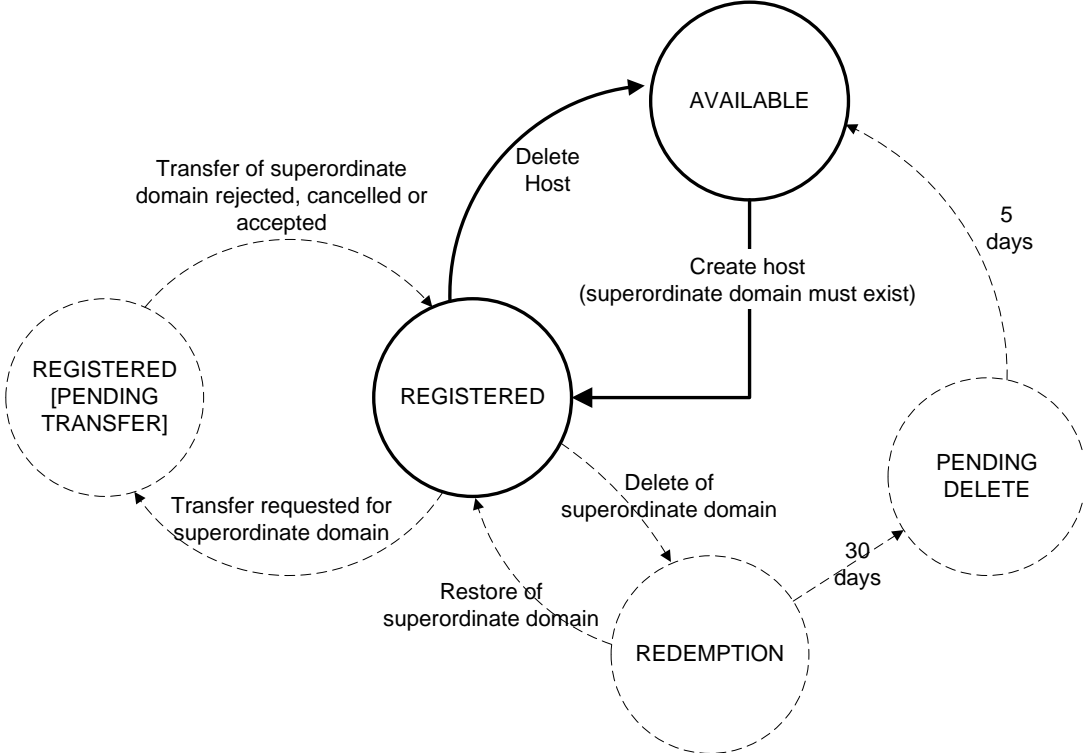 AVAILABLE
Delete
Host
Transfer of superordinate
domain rejected, cancelled or
accepted
5
days
Create host
(superordinate domain must exist)
REGISTERED
[PENDING
TRANSFER]
REGISTERED
PENDING
DELETE
Delete of
superordinate domain
Transfer requested for
superordinate domain
30
days
Restore of
superordinate domain
REDEMPTION